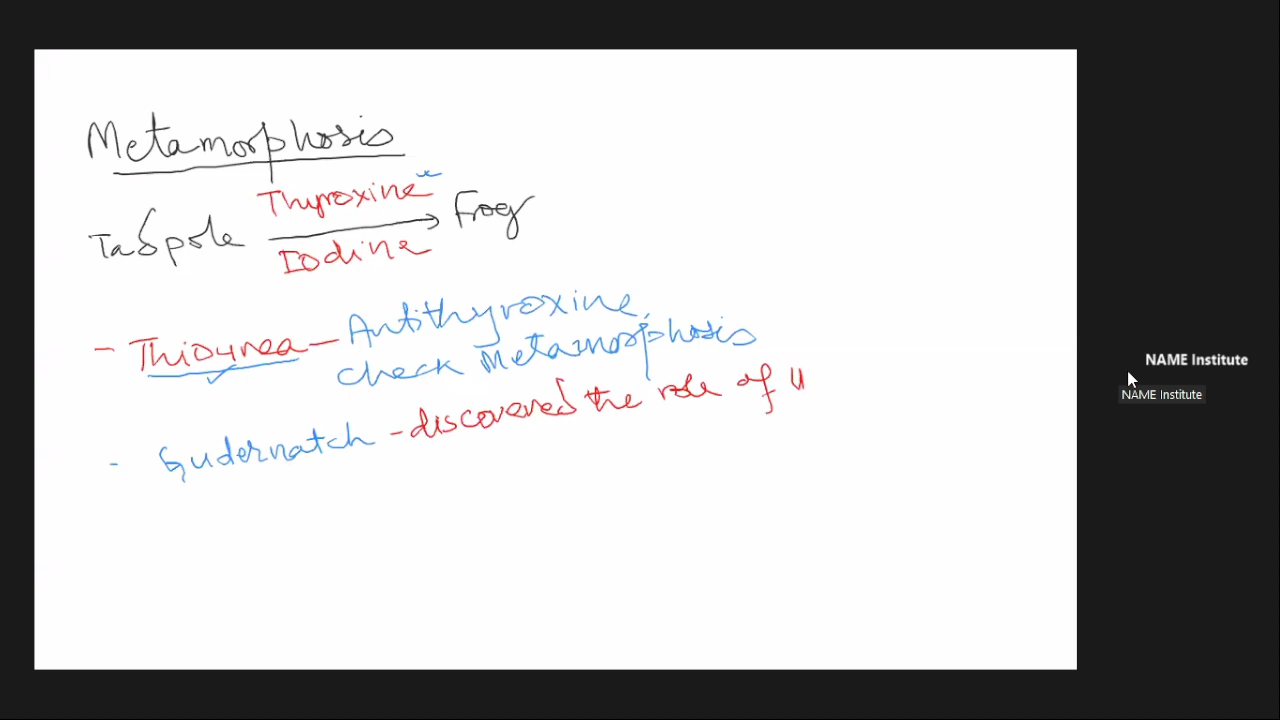 Metamorphosis
Thyroxine
Tadpole → Frog
Iodine
- Thiourea - Antithyroxine,
check Metamorphosis
- Gudernatch - discovered the role of
NAME Institute
NAME Institute